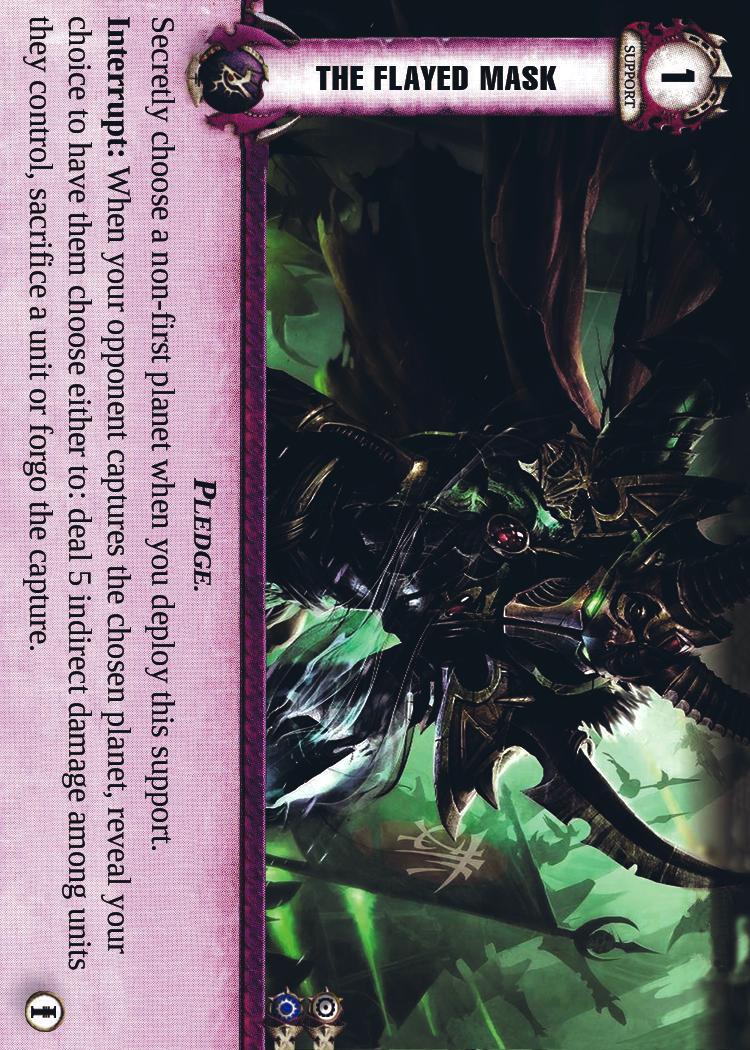 1
SUPPORT
THE FLAYED MASK
PLEDGE.
Secretly choose a non-first planet when you deploy this support.
Interrupt: When your opponent captures the chosen planet, reveal your
choice to have them choose either to: deal 5 indirect damage among units
they control, sacrifice a unit or forgo the capture.
I